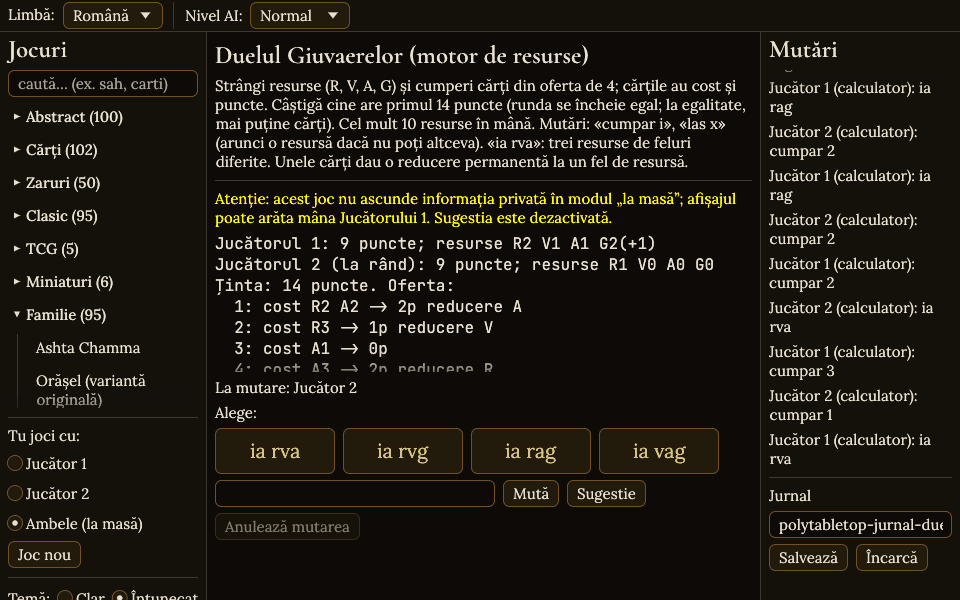 Limbă: Română ▼ Nivel AI: Normal ▼
Jocuri
caută... (ex. sah, carti)
▸ Abstract (100)
▸ Cărți (102)
▸ Zaruri (50)
▸ Clasic (95)
▸ TCG (5)
▸ Miniaturi (6)
▾ Familie (95)
Ashta Chamma
Orășel (variantă
originală)
Tu joci cu:
Jucător 1
Jucător 2
Ambele (la masă)
Joc nou
Temă: Clar Întunecat
Duelul Giuvaerelor (motor de resurse)
Strângi resurse (R, V, A, G) și cumperi cărți din oferta de 4; cărțile au cost și
puncte. Câștigă cine are primul 14 puncte (runda se încheie egal; la egalitate,
mai puține cărți). Cel mult 10 resurse în mână. Mutări: «cumpar i», «las x»
(arunci o resursă dacă nu poți altceva). «ia rva»: trei resurse de feluri
diferite. Unele cărți dau o reducere permanentă la un fel de resursă.
Atenție: acest joc nu ascunde informația privată în modul „la masă”; afișajul
poate arăta mâna Jucătorului 1. Sugestia este dezactivată.
Jucătorul 1: 9 puncte; resurse R2 V1 A1 G2(+1)
Jucătorul 2 (la rând): 9 puncte; resurse R1 V0 A0 G0
Ținta: 14 puncte. Oferta:
1: cost R2 A2 -> 2p reducere A
2: cost R3 -> 1p reducere V
3: cost A1 -> 0p
4: cost A3 -> 2p reducere R
La mutare: Jucător 2
Alege:
ia rva ia rvg ia rag ia vag
Mută Sugestie
Anulează mutarea
Mutări
Jucător 1 (calculator): ia
rag
Jucător 2 (calculator):
cumpar 2
Jucător 1 (calculator): ia
rag
Jucător 2 (calculator):
cumpar 2
Jucător 1 (calculator):
cumpar 2
Jucător 2 (calculator): ia
rva
Jucător 1 (calculator):
cumpar 3
Jucător 2 (calculator):
cumpar 1
Jucător 1 (calculator): ia
rva
Jurnal
polytabletop-jurnal-due
Salvează Încarcă